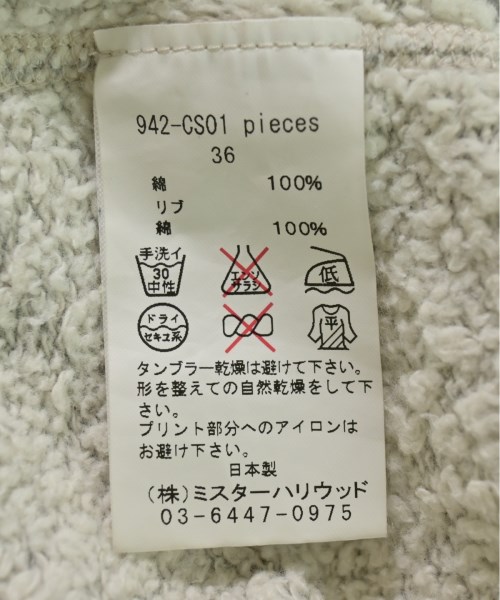 942-CS01 pieces
36
綿 100%
リブ
綿 100%
手洗イ
30
中性
エンソ
サラシ
低
ドライ
セキユ系
平
タンブラー乾燥は避けて下さい。
形を整えての自然乾燥をして下
さい。
プリント部分へのアイロンは
お避け下さい。
日本製
(株)ミスターハリウッド
03-6447-0975